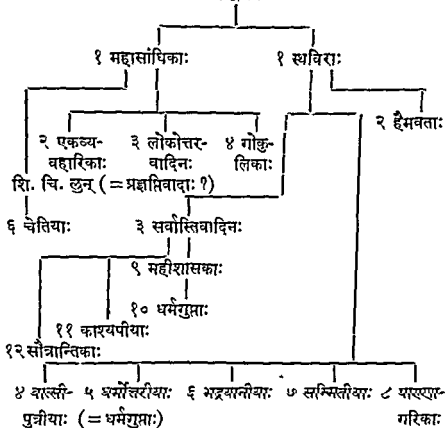 १ महासांघिकाः १ स्थविराः
२ हैमवताः
२ एकव्य- ३ लोकोत्तर- ४ गोकु-
वहारिकाः वादिनः लिकाः
शि. चि. लुन् (=प्रज्ञप्तिवादाः ?)
६ चेतियाः ३ सर्वास्तिवादिनः
९ महीशासकाः
१० धर्मगुप्ताः
११ काश्यपीयाः
१२ सौत्रान्तिकाः
४ वात्सी- ५ धर्मोत्तरीयाः ६ भद्रयानीयाः ७ सम्मितीयाः ८ षाण्णा-
पुत्रीयाः (=धर्मगुप्ताः) गरिकाः